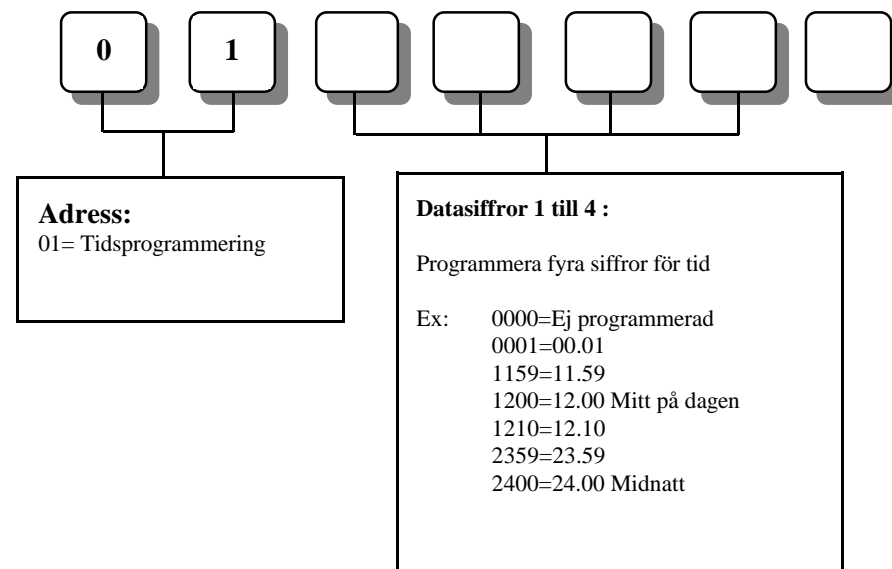 0 1
Adress:
01= Tidsprogrammering
Datasiffror 1 till 4 :
Programmera fyra siffror för tid
Ex: 0000=Ej programmerad
0001=00.01
1159=11.59
1200=12.00 Mitt på dagen
1210=12.10
2359=23.59
2400=24.00 Midnatt